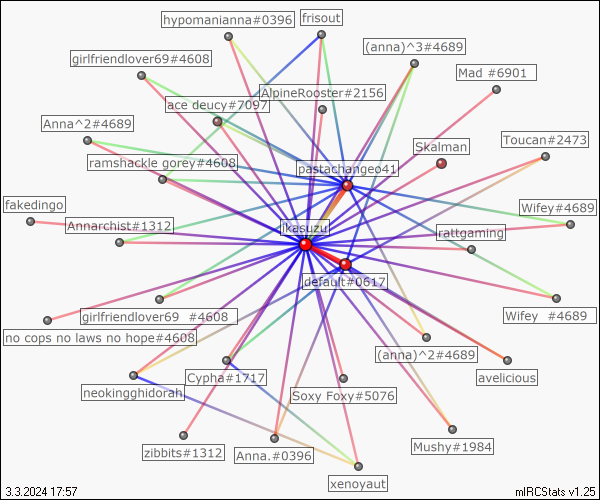 hypomanianna#0396
frisout
(anna)^3#4689
girlfriendlover69#4608
Mad #6901
AlpineRooster#2156
ace deucy#7097
Anna^2#4689
Skalman
Toucan#2473
ramshackle gorey#4608
pastachangeo41
fakedingo
Wifey#4689
Annarchist#1312
jkasuzu
rattgaming
default#0617
girlfriendlover69 #4608
Wifey #4689
no cops no laws no hope#4608
(anna)^2#4689
Cypha#1717
avelicious
neokingghidorah
Soxy Foxy#5076
zibbits#1312
Anna.#0396
Mushy#1984
xenoyaut
3.3.2024 17:57
mIRCStats v1.25